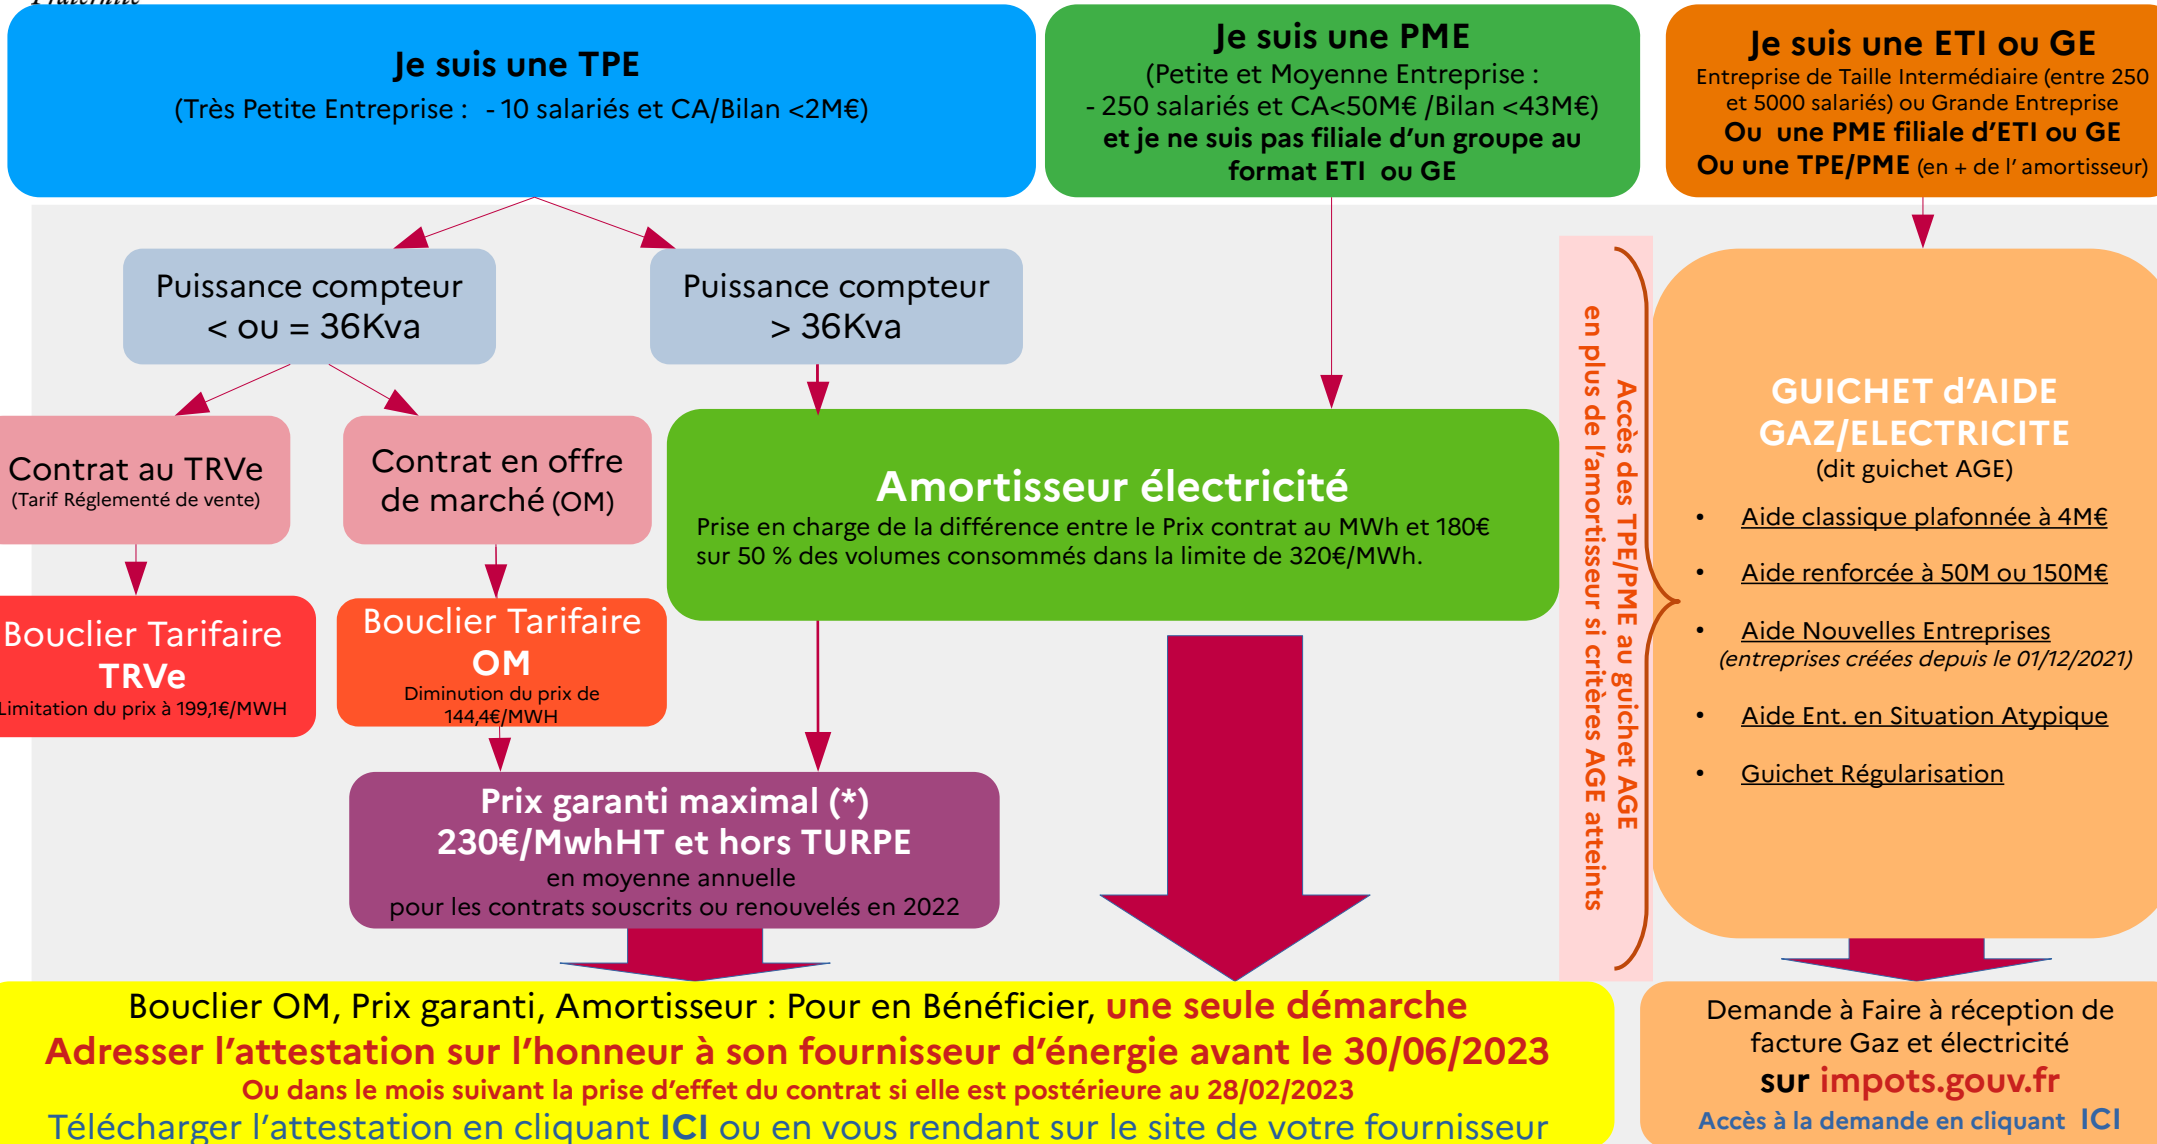 Fraternité
Je suis une TPE
(Très Petite Entreprise : - 10 salariés et CA/Bilan <2M€)
Je suis une PME
(Petite et Moyenne Entreprise :
- 250 salariés et CA<50M€ /Bilan <43M€)
et je ne suis pas filiale d'un groupe au
format ETI ou GE
Je suis une ETI ou GE
Entreprise de Taille Intermédiaire (entre 250
et 5000 salariés) ou Grande Entreprise
Ou une PME filiale d'ETI ou GE
Ou une TPE/PME (en + de l' amortisseur)
Puissance compteur
< ou = 36Kva
Puissance compteur
> 36Kva
Contrat au TRVe
(Tarif Réglementé de vente)
Contrat en offre
de marché (OM)
Amortisseur électricité
Prise en charge de la différence entre le Prix contrat au MWh et 180€
sur 50 % des volumes consommés dans la limite de 320€/MWh.
Bouclier Tarifaire
TRVe
Limitation du prix à 199,1€/MWH
Bouclier Tarifaire
OM
Diminution du prix de
144,4€/MWH
Prix garanti maximal (*)
230€/MwhHT et hors TURPE
en moyenne annuelle
pour les contrats souscrits ou renouvelés en 2022
Accès des TPE/PME au guichet AGE
en plus de l'amortisseur si critères AGE atteints
GUICHET d'AIDE
GAZ/ELECTRICITE
(dit guichet AGE)
• Aide classique plafonnée à 4M€
• Aide renforcée à 50M ou 150M€
• Aide Nouvelles Entreprises
(entreprises créées depuis le 01/12/2021)
• Aide Ent. en Situation Atypique
• Guichet Régularisation
Bouclier OM, Prix garanti, Amortisseur : Pour en Bénéficier, une seule démarche
Adresser l'attestation sur l'honneur à son fournisseur d'énergie avant le 30/06/2023
Ou dans le mois suivant la prise d'effet du contrat si elle est postérieure au 28/02/2023
Télécharger l'attestation en cliquant ICI ou en vous rendant sur le site de votre fournisseur
Demande à Faire à réception de
facture Gaz et électricité
sur impots.gouv.fr
Accès à la demande en cliquant ICI